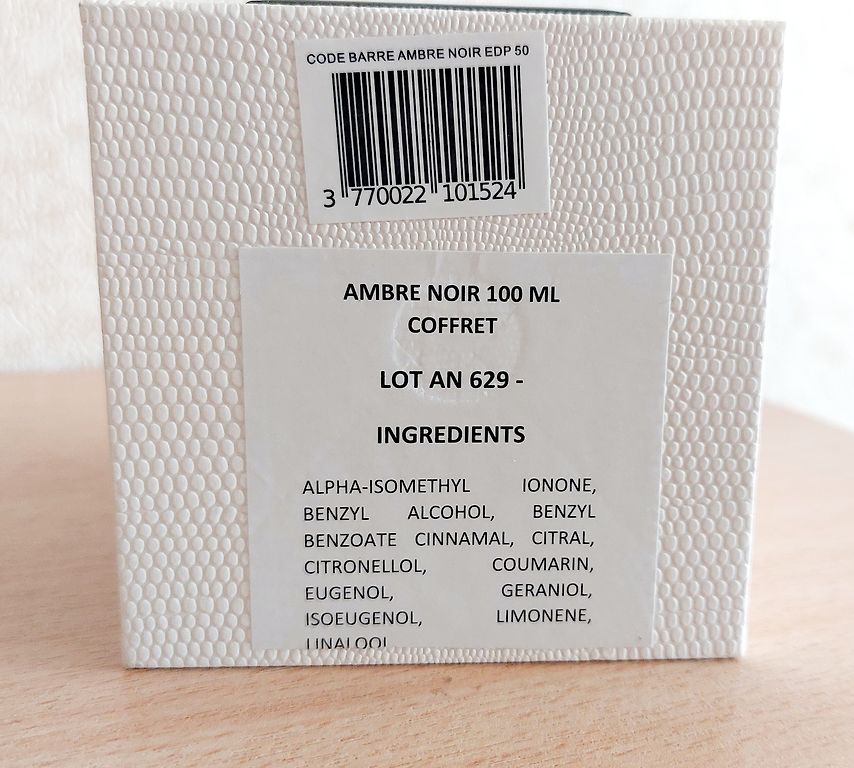 CODE BARRE AMBRE NOIR EDP 50
3 770022 101524
AMBRE NOIR 100 ML
COFFRET
LOT AN 629 -
INGREDIENTS
ALPHA-ISOMETHYL IONONE,
BENZYL ALCOHOL, BENZYL
BENZOATE CINNAMAL, CITRAL,
CITRONELLOL, COUMARIN,
EUGENOL, GERANIOL,
ISOEUGENOL, LIMONENE,
LINALOOL